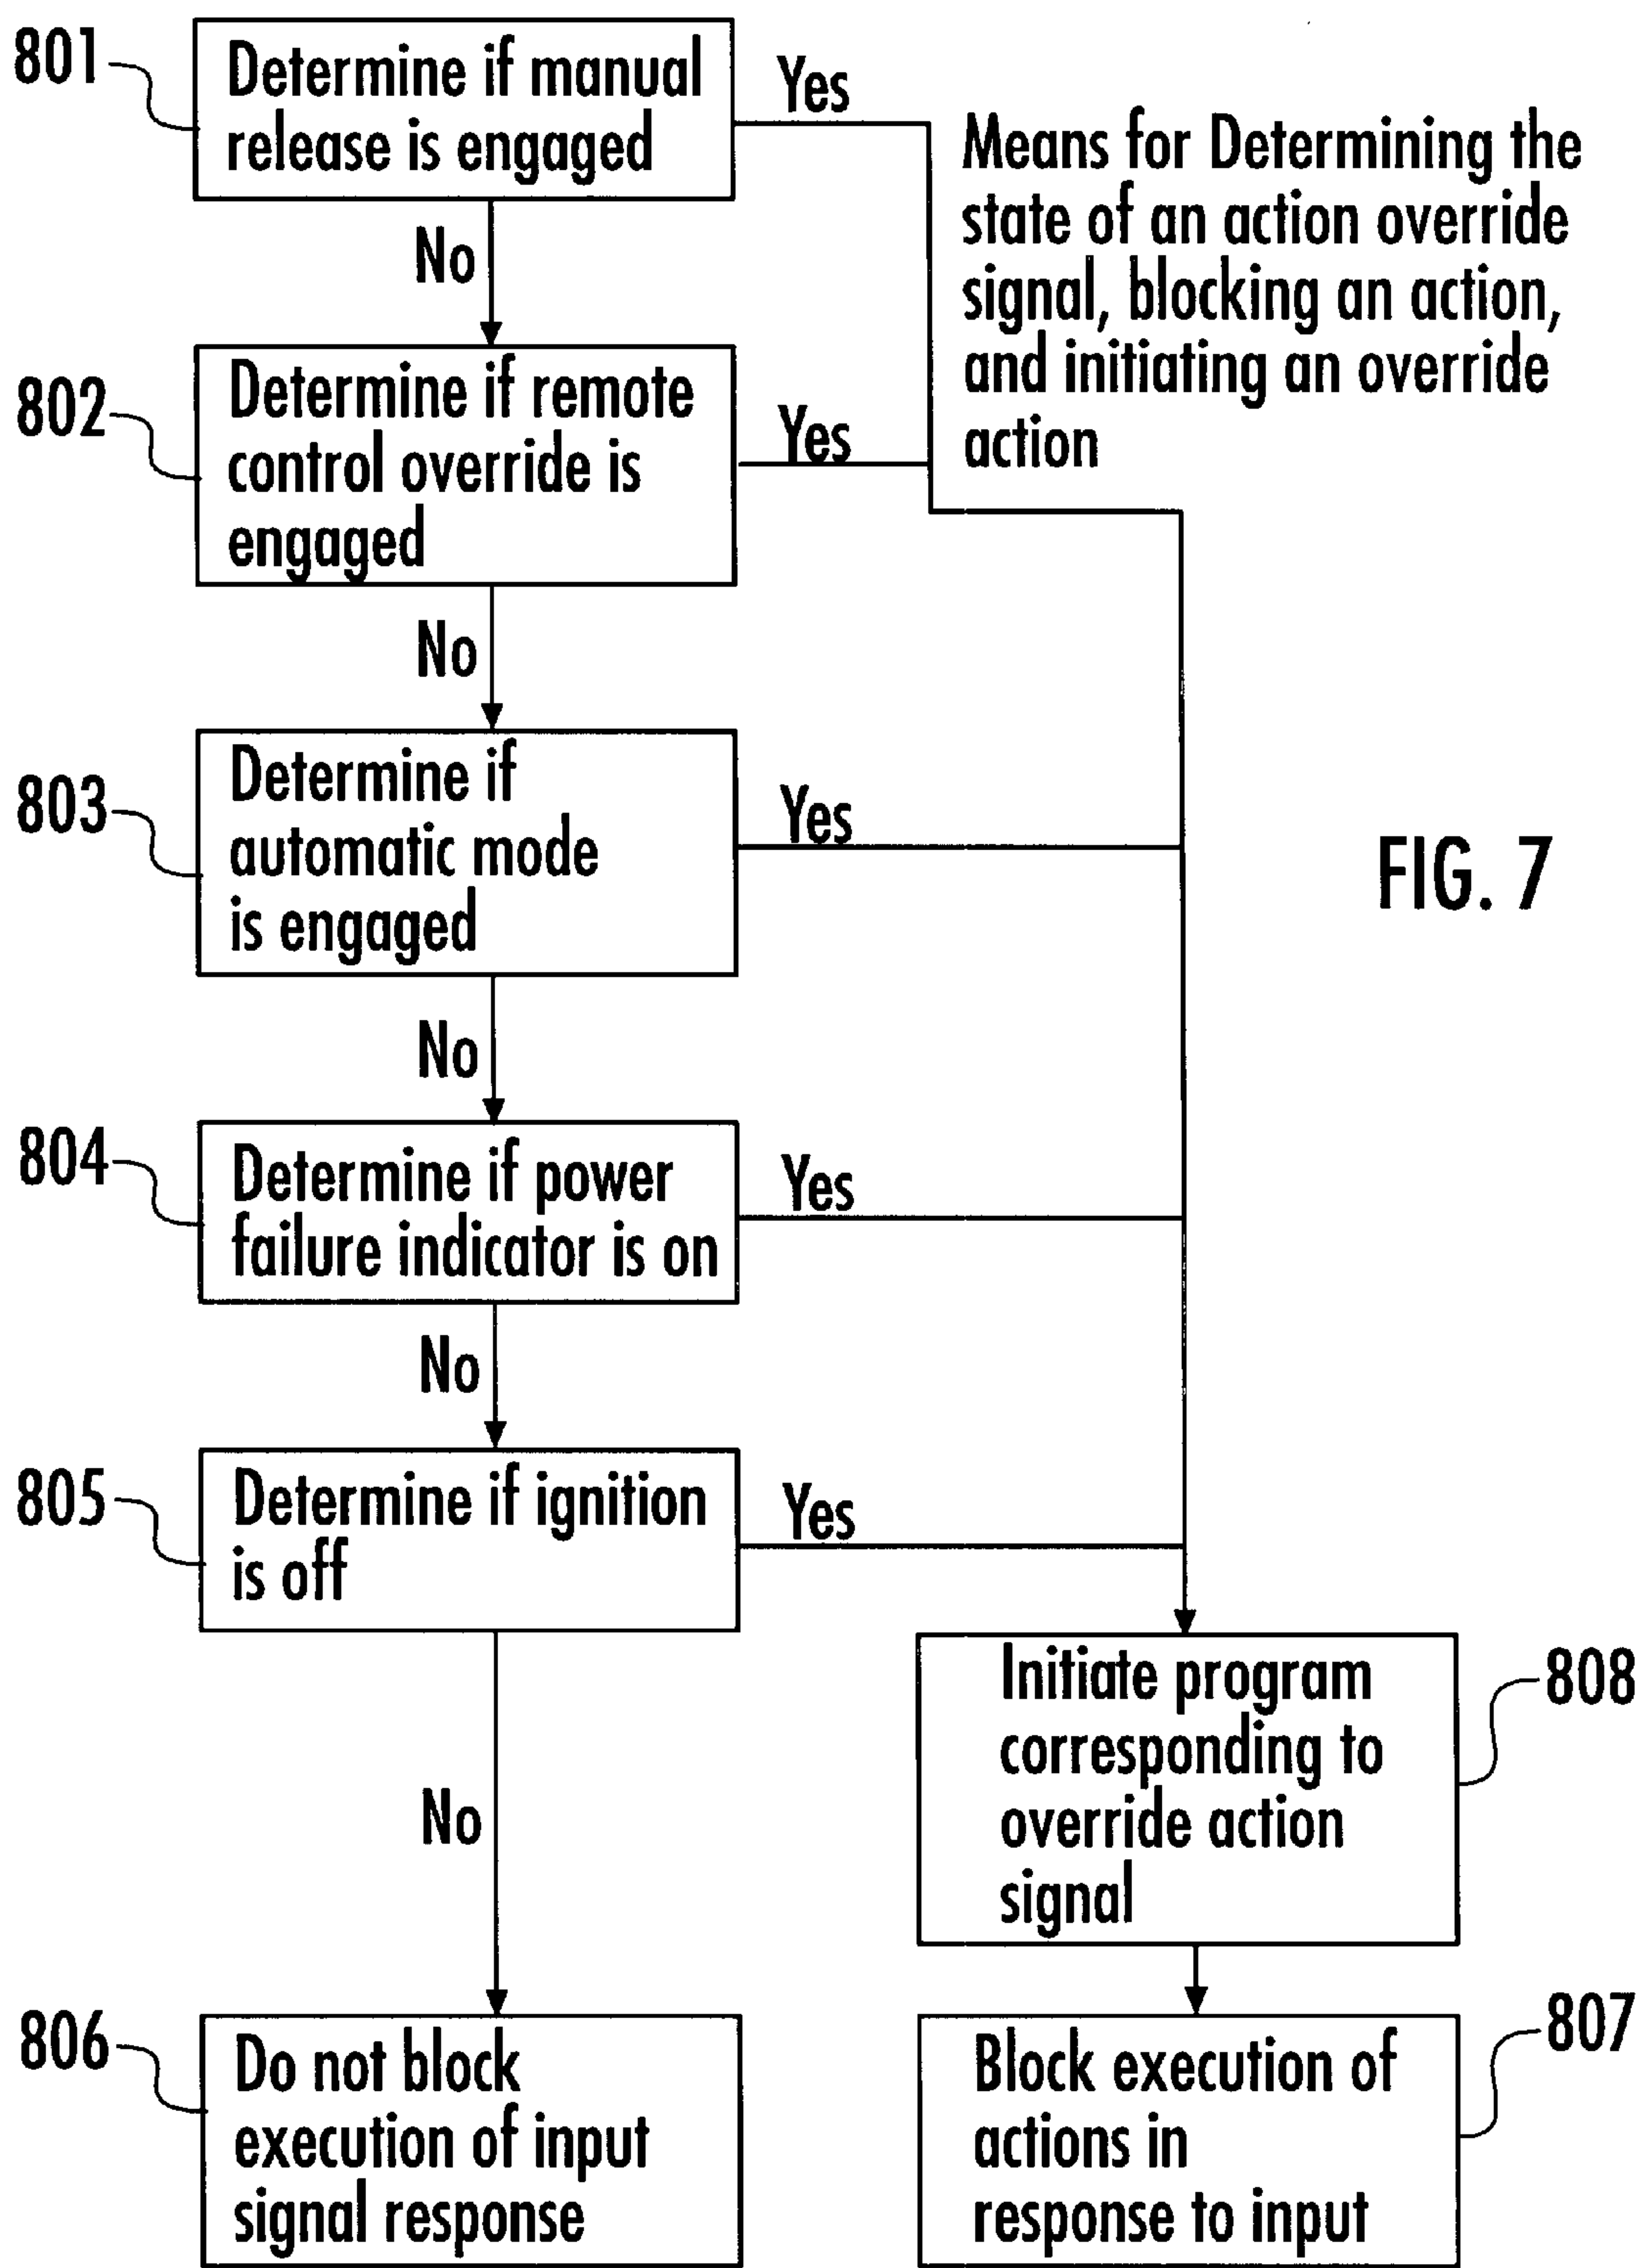 801
Determine if manual
release is engaged
Yes
Means for Determining the
state of an action override
signal, blocking an action,
and initiating an override
action
No
802
Determine if remote
control override is
engaged
Yes
No
803
Determine if
automatic mode
is engaged
Yes
FIG. 7
No
804
Determine if power
failure indicator is on
Yes
No
805
Determine if ignition
is off
Yes
No
Initiate program
corresponding to
override action
signal
808
806
Do not block
execution of input
signal response
Block execution of
actions in
response to input
807